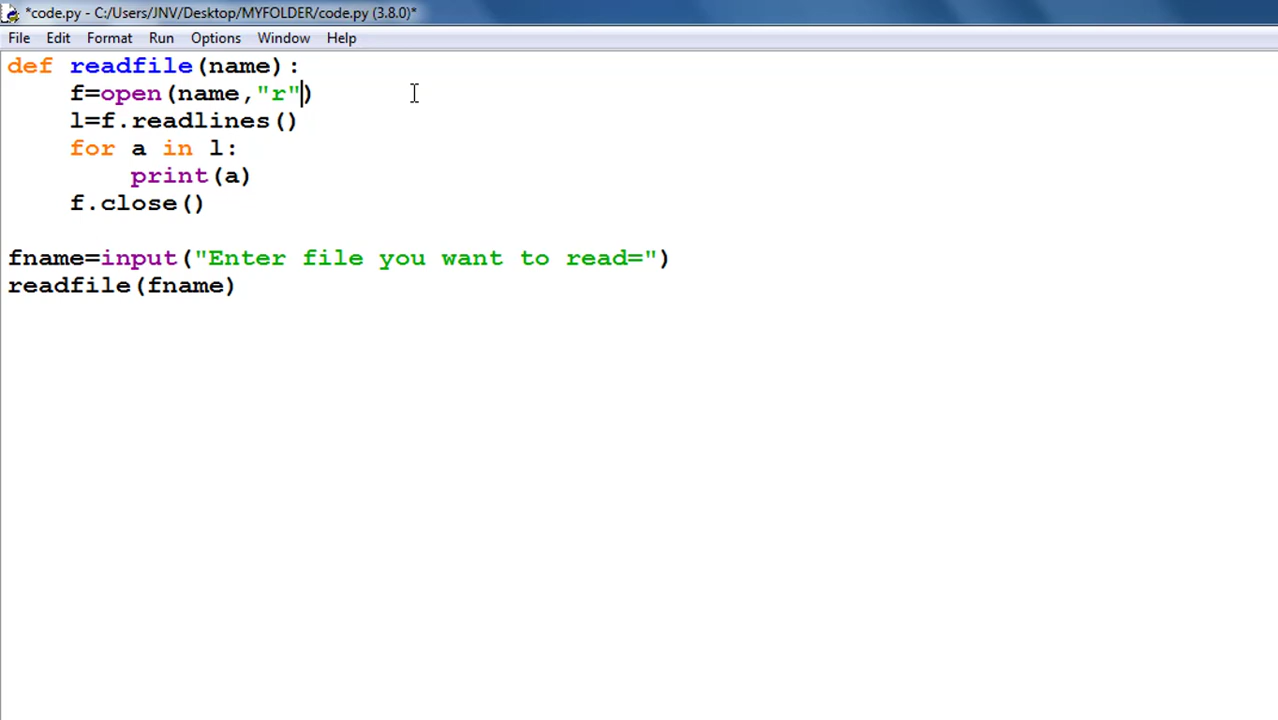 *code.py - C:/Users/JNV/Desktop/MYFOLDER/code.py (3.8.0)*
File Edit Format Run Options Window Help
def readfile(name):
    f=open(name,"r")
    l=f.readlines()
    for a in l:
        print(a)
    f.close()

fname=input("Enter file you want to read=")
readfile(fname)